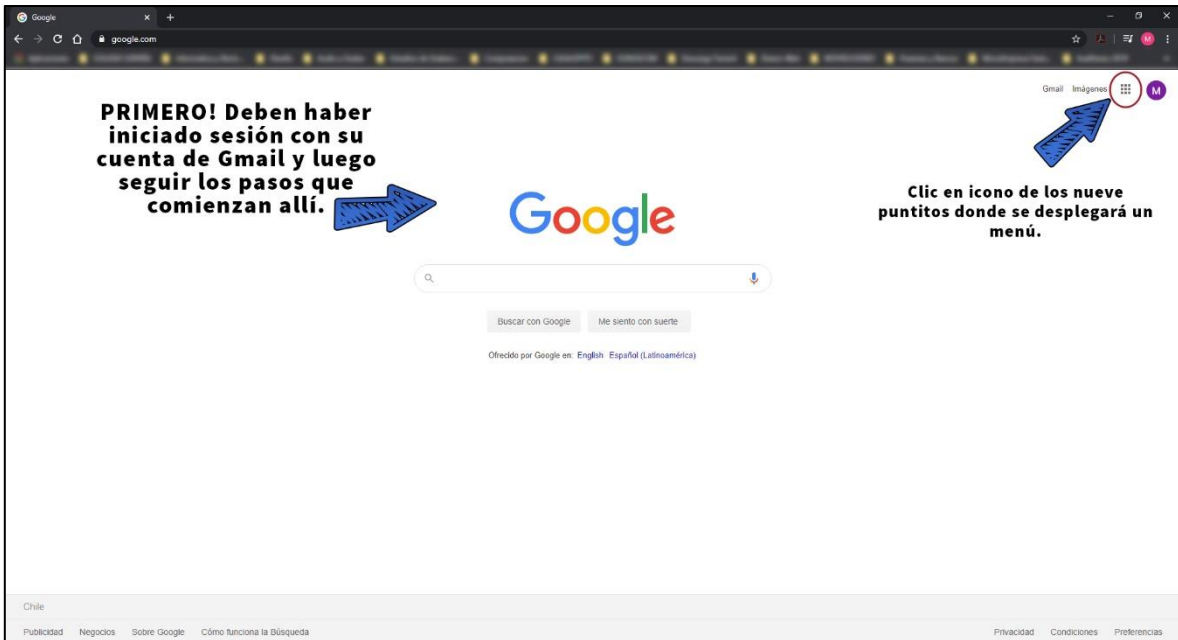 Google
google.com
Gmail Imágenes M
PRIMERO! Deben haber
iniciado sesión con su
cuenta de Gmail y luego
seguir los pasos que
comienzan allí.
Clic en icono de los nueve
puntitos donde se desplegará un
menú.
Google
Buscar con Google Me siento con suerte
Ofrecido por Google en: English Español (Latinoamérica)
Chile
Publicidad Negocios Sobre Google Cómo funciona la Búsqueda Privacidad Condiciones Preferencias